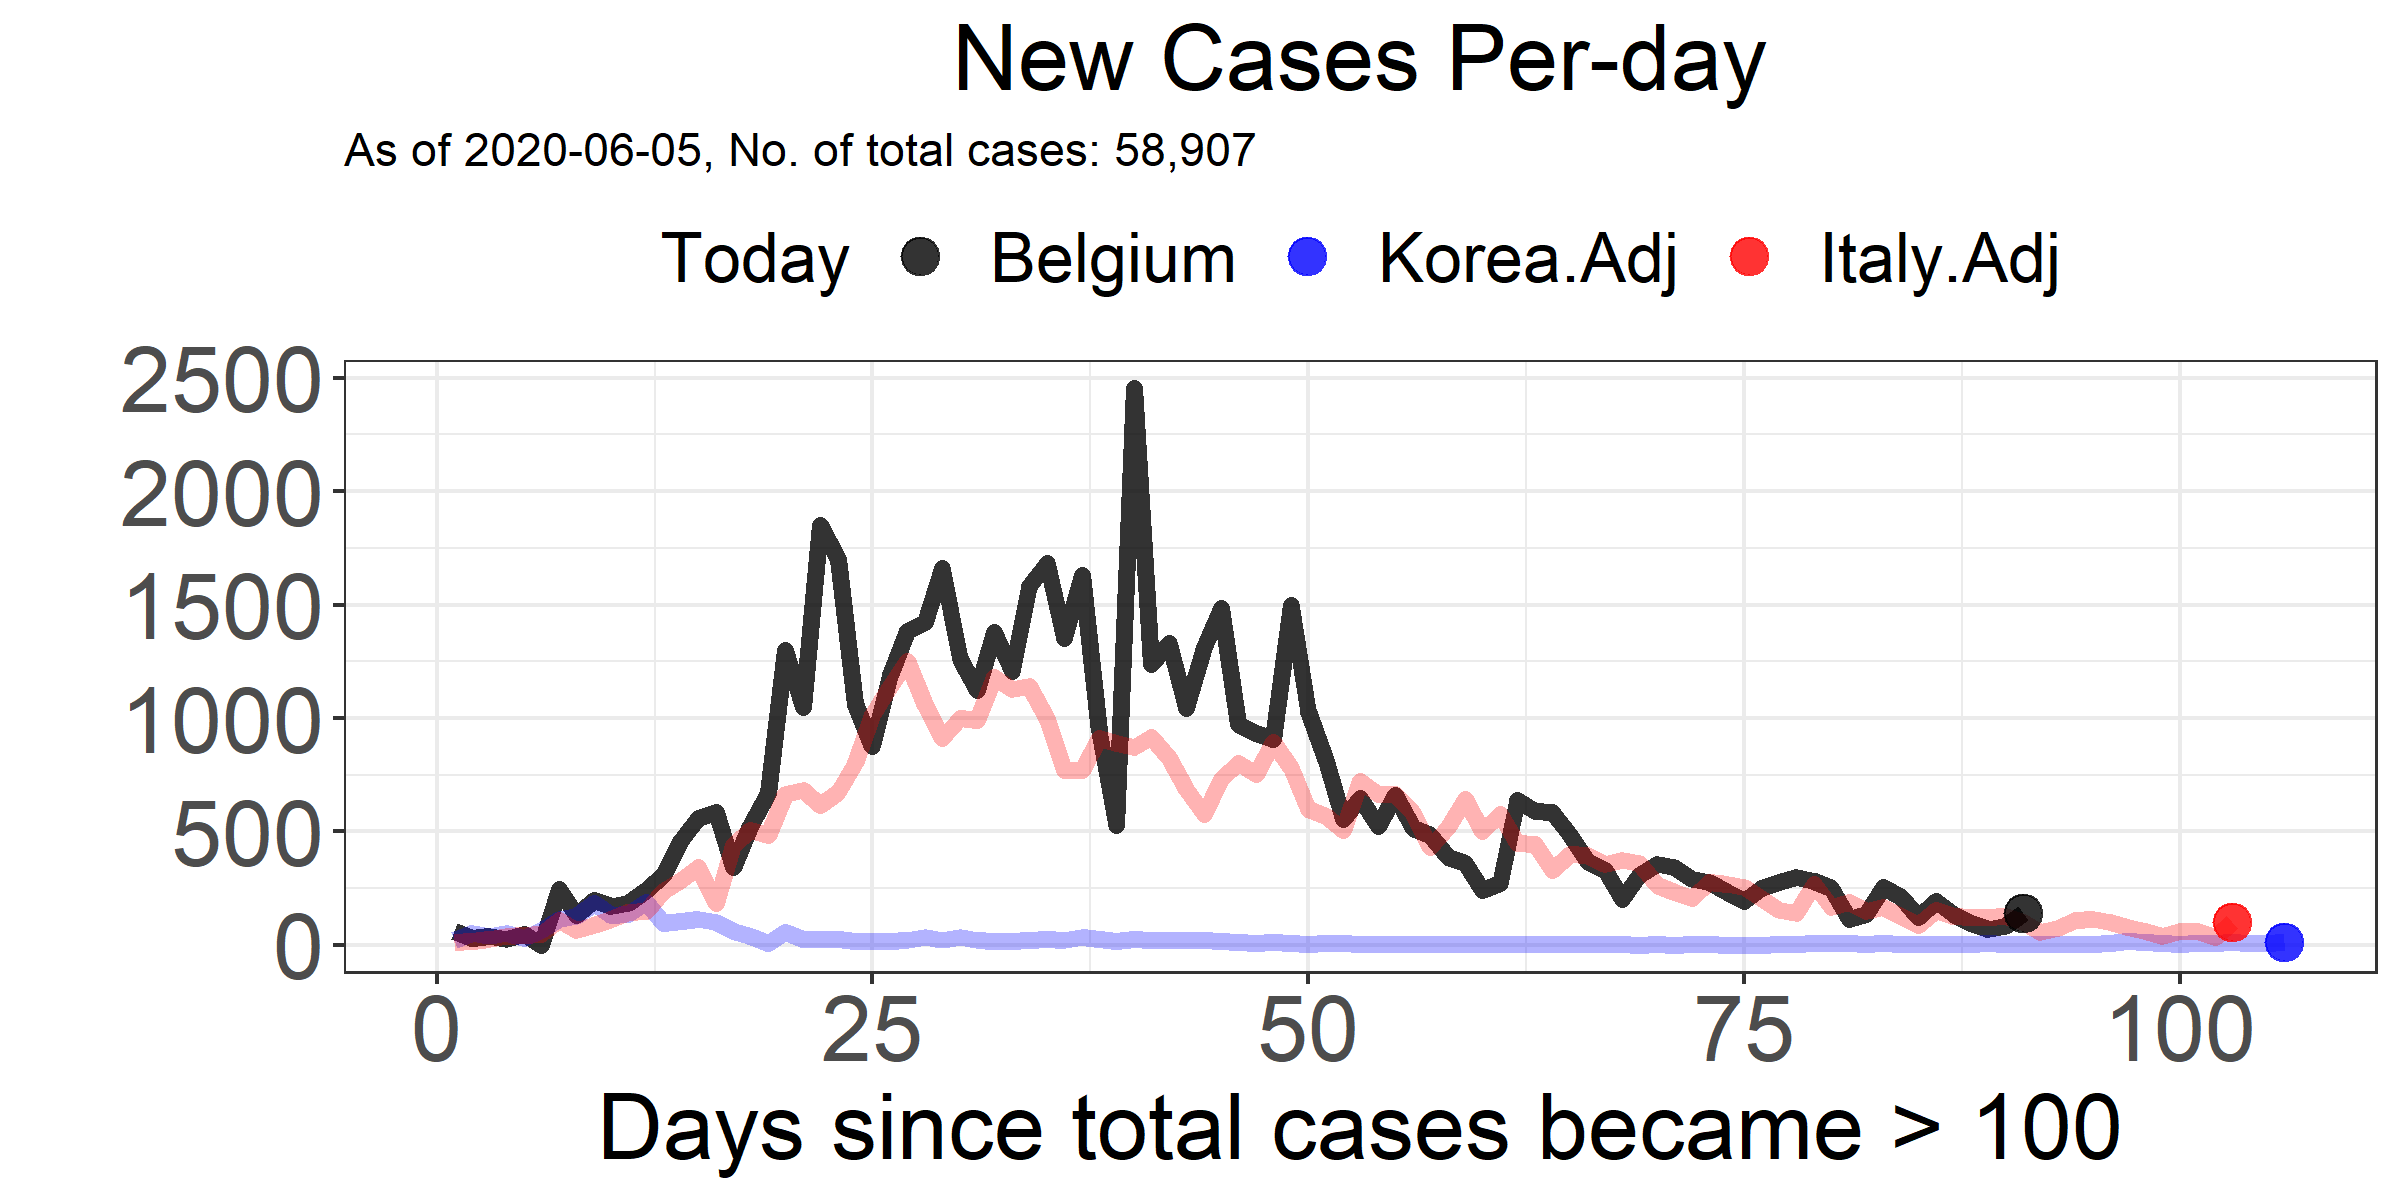 New Cases Per-day
As of 2020-06-05, No. of total cases: 58,907
Today Belgium Korea.Adj Italy.Adj
2500
2000
1500
1000
500
0
0 25 50 75 100
Days since total cases became > 100